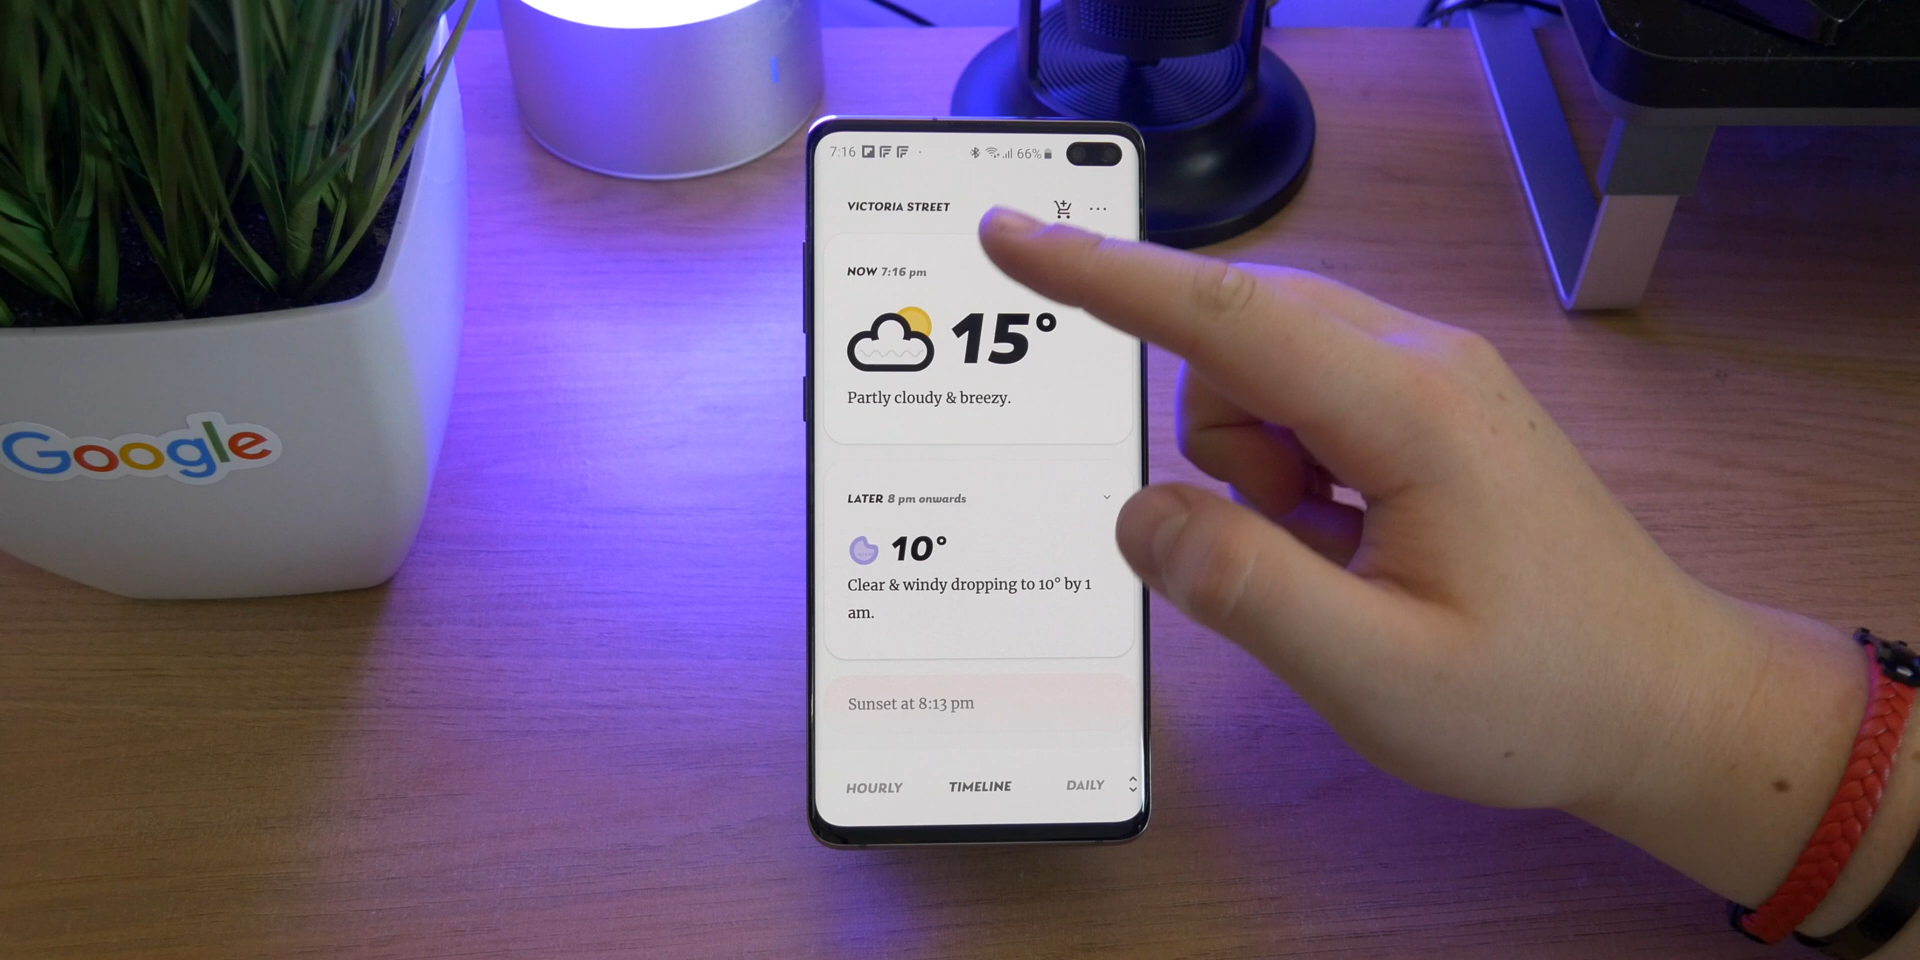 Google
7:16
66%
VICTORIA STREET
NOW 7:16 pm
15°
Partly cloudy & breezy.
LATER 8 pm onwards
10°
Clear & windy dropping to 10° by 1
am.
Sunset at 8:13 pm
HOURLY TIMELINE DAILY